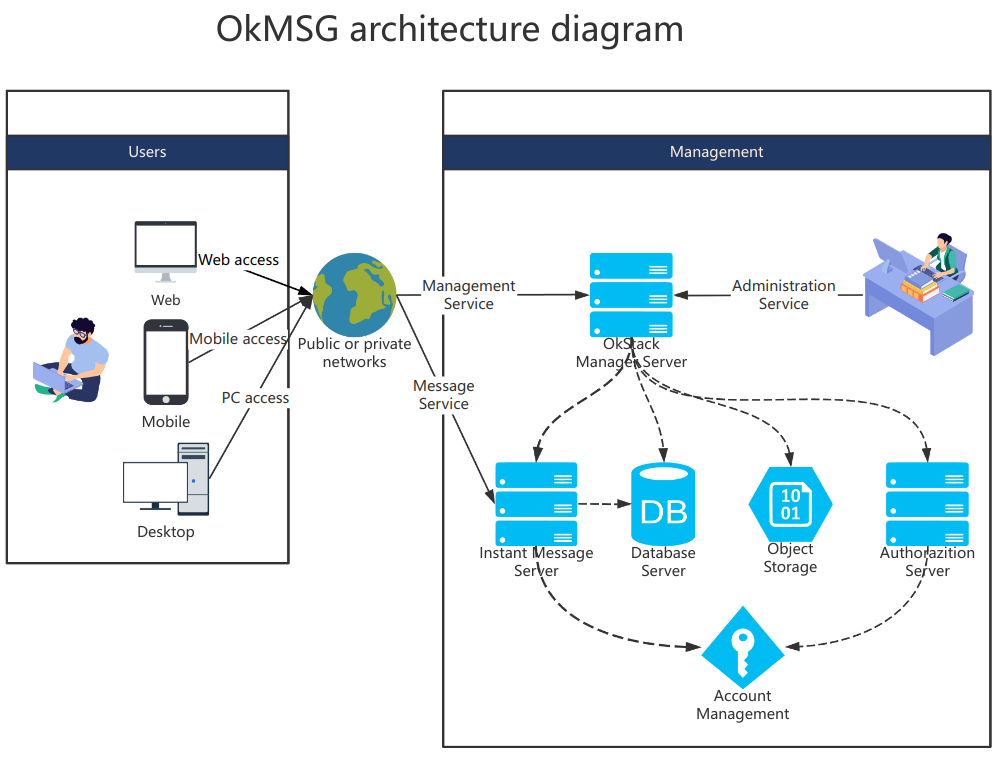 OkMSG architecture diagram
Users
Management
Web access
Web
Mobile access
Mobile
PC access
Desktop
Public or private
networks
Management
Service
Message
Service
OkStack
Manager Server
Administration
Service
Instant Message
Server
DB
Database
Server
10
01
Object
Storage
Authorazition
Server
Account
Management